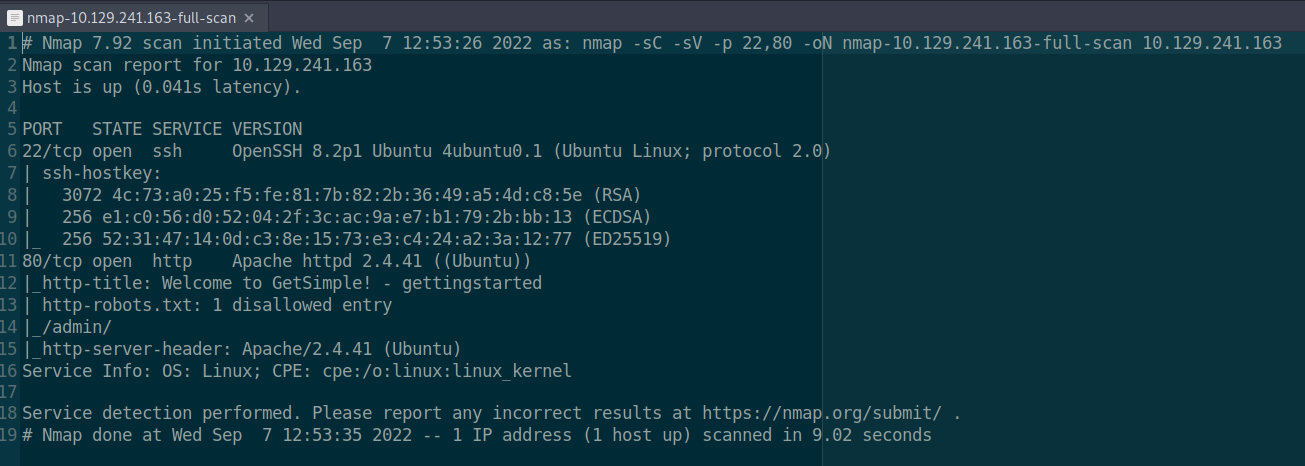 nmap-10.129.241.163-full-scan
1 # Nmap 7.92 scan initiated Wed Sep  7 12:53:26 2022 as: nmap -sC -sV -p 22,80 -oN nmap-10.129.241.163-full-scan 10.129.241.163
2 Nmap scan report for 10.129.241.163
3 Host is up (0.041s latency).
4
5 PORT   STATE SERVICE VERSION
6 22/tcp open  ssh     OpenSSH 8.2p1 Ubuntu 4ubuntu0.1 (Ubuntu Linux; protocol 2.0)
7 | ssh-hostkey:
8 |   3072 4c:73:a0:25:f5:fe:81:7b:82:2b:36:49:a5:4d:c8:5e (RSA)
9 |   256 e1:c0:56:d0:52:04:2f:3c:ac:9a:e7:b1:79:2b:bb:13 (ECDSA)
10 |_  256 52:31:47:14:0d:c3:8e:15:73:e3:c4:24:a2:3a:12:77 (ED25519)
11 80/tcp open  http    Apache httpd 2.4.41 ((Ubuntu))
12 |_http-title: Welcome to GetSimple! - gettingstarted
13 | http-robots.txt: 1 disallowed entry
14 |_/admin/
15 |_http-server-header: Apache/2.4.41 (Ubuntu)
16 Service Info: OS: Linux; CPE: cpe:/o:linux:linux_kernel
17
18 Service detection performed. Please report any incorrect results at https://nmap.org/submit/ .
19 # Nmap done at Wed Sep  7 12:53:35 2022 -- 1 IP address (1 host up) scanned in 9.02 seconds